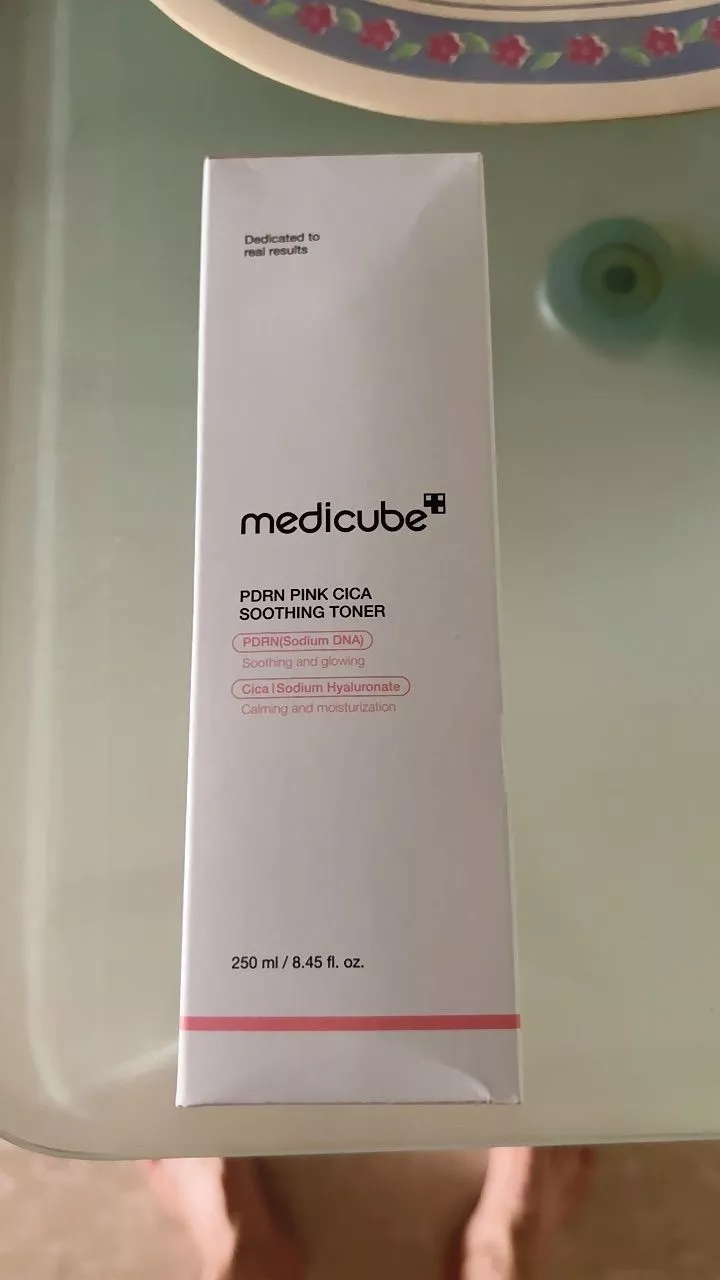 Dedicated to
real results
medicube
PDRN PINK CICA
SOOTHING TONER
PDRN(Sodium DNA)
Soothing and glowing
Cica | Sodium Hyaluronate
Calming and moisturization
250 ml / 8.45 fl. oz.